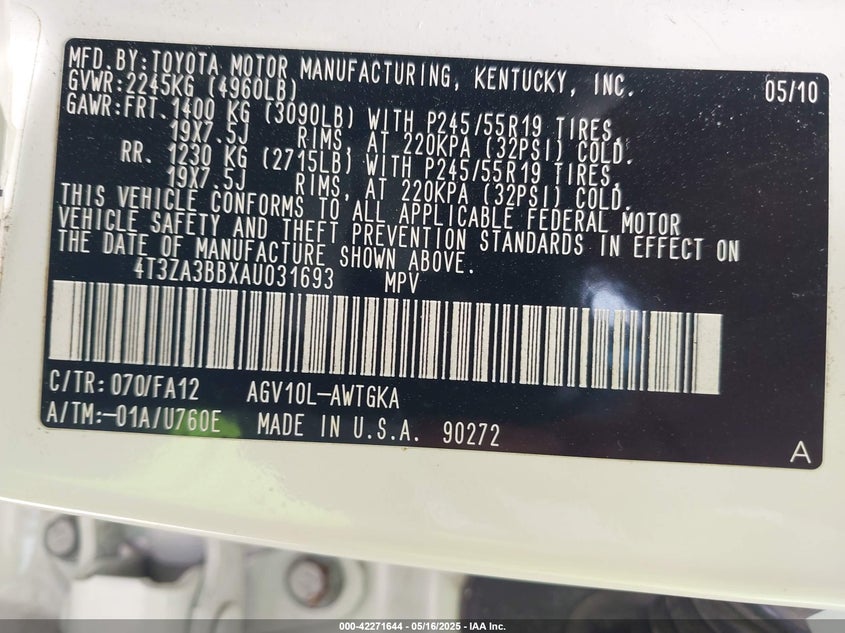 MFD.BY:TOYOTA MOTOR MANUFACTURING, KENTUCKY, INC. 05/10
GVWR:2245KG (4960LB)
GAWR:FRT.1400 KG (3090LB) WITH P245/55R19 TIRES,
19X7.5J RIMS, AT 220KPA (32PSI) COLD.
RR. 1230 KG (2715LB) WITH P245/55R19 TIRES,
19X7.5J RIMS, AT 220KPA (32PSI) COLD.
THIS VEHICLE CONFORMS TO ALL APPLICABLE FEDERAL MOTOR
VEHICLE SAFETY AND THEFT PREVENTION STANDARDS IN EFFECT ON
THE DATE OF MANUFACTURE SHOWN ABOVE.
4T3ZA3BBXAU031693 MPV
C/TR: 070/FA12 AGV10L-AWTGKA
A/TM:-01A/U760E MADE IN U.S.A. 90272
A
000-42271644 - 05/16/2025 - IAA Inc.